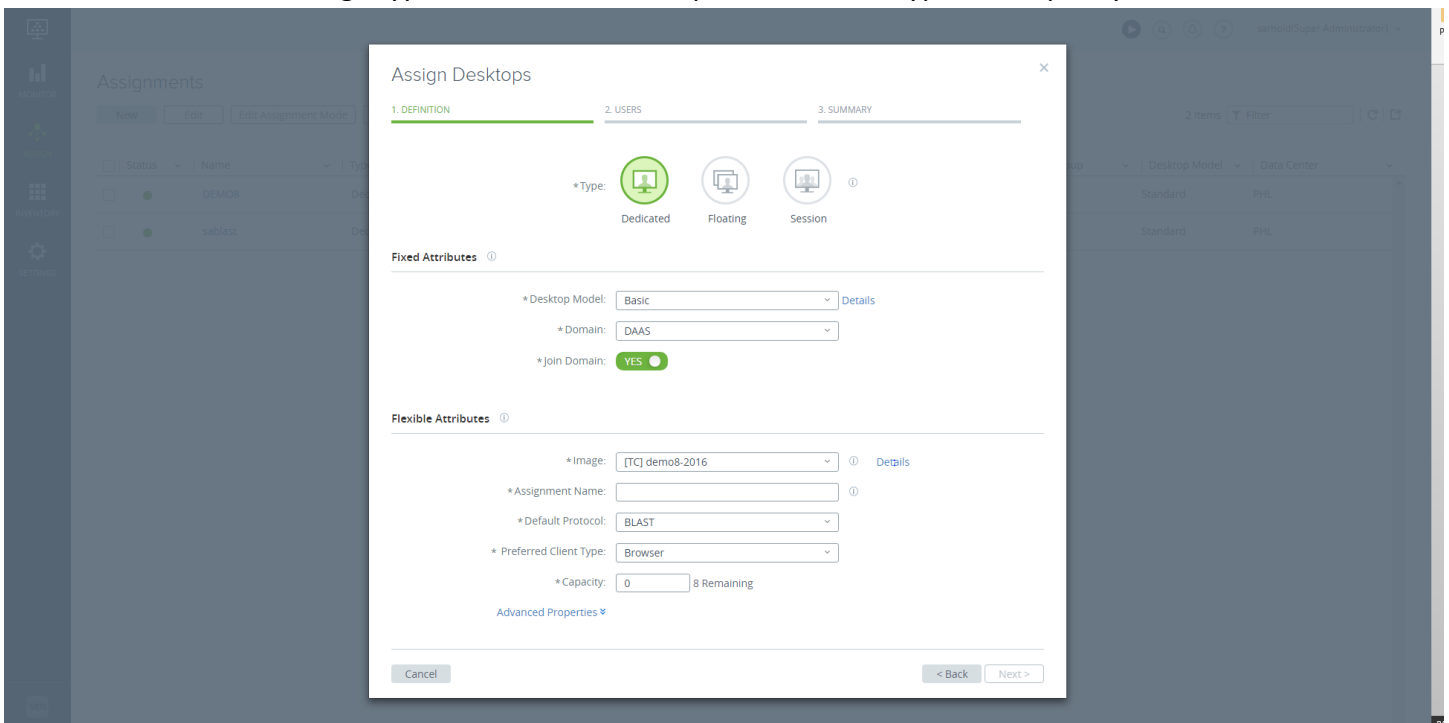 Assignments
New Edit Edit Assignment Mode
2 items Filter
Status Name
Desktop Model Data Center
DEMO8 Standard PHL
Standard PHL
MONITOR
INVENTORY
SETTINGS
Assign Desktops
1. DEFINITION 2. USERS 3. SUMMARY
*Type:
Dedicated Floating Session
Fixed Attributes
*Desktop Model: Basic Details
*Domain: DAAS
*Join Domain: YES
Flexible Attributes
*Image: [TC] demo8-2016 Details
*Assignment Name:
*Default Protocol: BLAST
* Preferred Client Type: Browser
*Capacity: 0 8 Remaining
Advanced Properties
Cancel < Back Next >